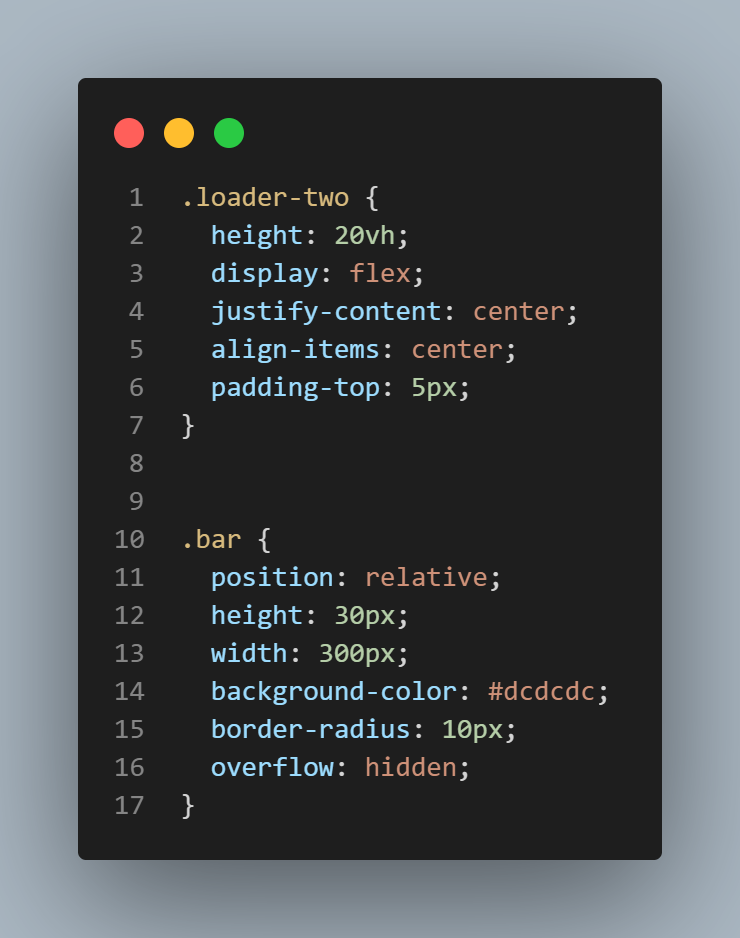 1 .loader-two {
2   height: 20vh;
3   display: flex;
4   justify-content: center;
5   align-items: center;
6   padding-top: 5px;
7 }
8
9
10 .bar {
11   position: relative;
12   height: 30px;
13   width: 300px;
14   background-color: #dcdcdc;
15   border-radius: 10px;
16   overflow: hidden;
17 }